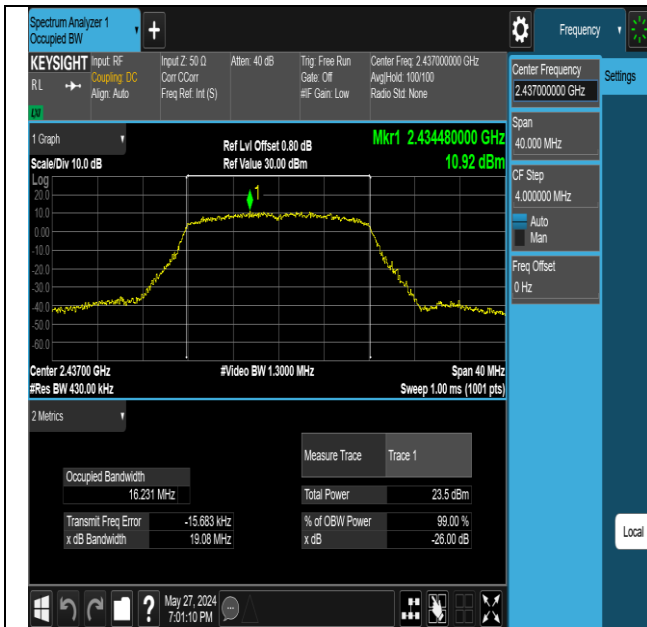 Spectrum Analyzer 1
Occupied BW
Frequency
KEYSIGHT
RL
LXI
Input: RF
Coupling: DC
Align: Auto
Input Z: 50 Ω
Corr CCorr
Freq Ref: Int (S)
Atten: 40 dB
Trig: Free Run
Gate: Off
#IF Gain: Low
Center Freq: 2.437000000 GHz
Avg|Hold: 100/100
Radio Std: None
Center Frequency
2.437000000 GHz
Settings
Span
40.000 MHz
CF Step
4.000000 MHz
Auto
Man
Freq Offset
0 Hz
1 Graph
Scale/Div 10.0 dB
Ref Lvl Offset 0.80 dB
Ref Value 30.00 dBm
Mkr1 2.434480000 GHz
10.92 dBm
Log
20.0
10.0
0.00
-10.0
-20.0
-30.0
-40.0
-50.0
-60.0
1
Center 2.43700 GHz
#Res BW 430.00 kHz
#Video BW 1.3000 MHz
Span 40 MHz
Sweep 1.00 ms (1001 pts)
2 Metrics
Measure Trace
Trace 1
Occupied Bandwidth
16.231 MHz
Total Power
23.5 dBm
Transmit Freq Error
-15.683 kHz
% of OBW Power
99.00 %
x dB Bandwidth
19.08 MHz
x dB
-26.00 dB
Local
?
May 27, 2024
7:01:10 PM